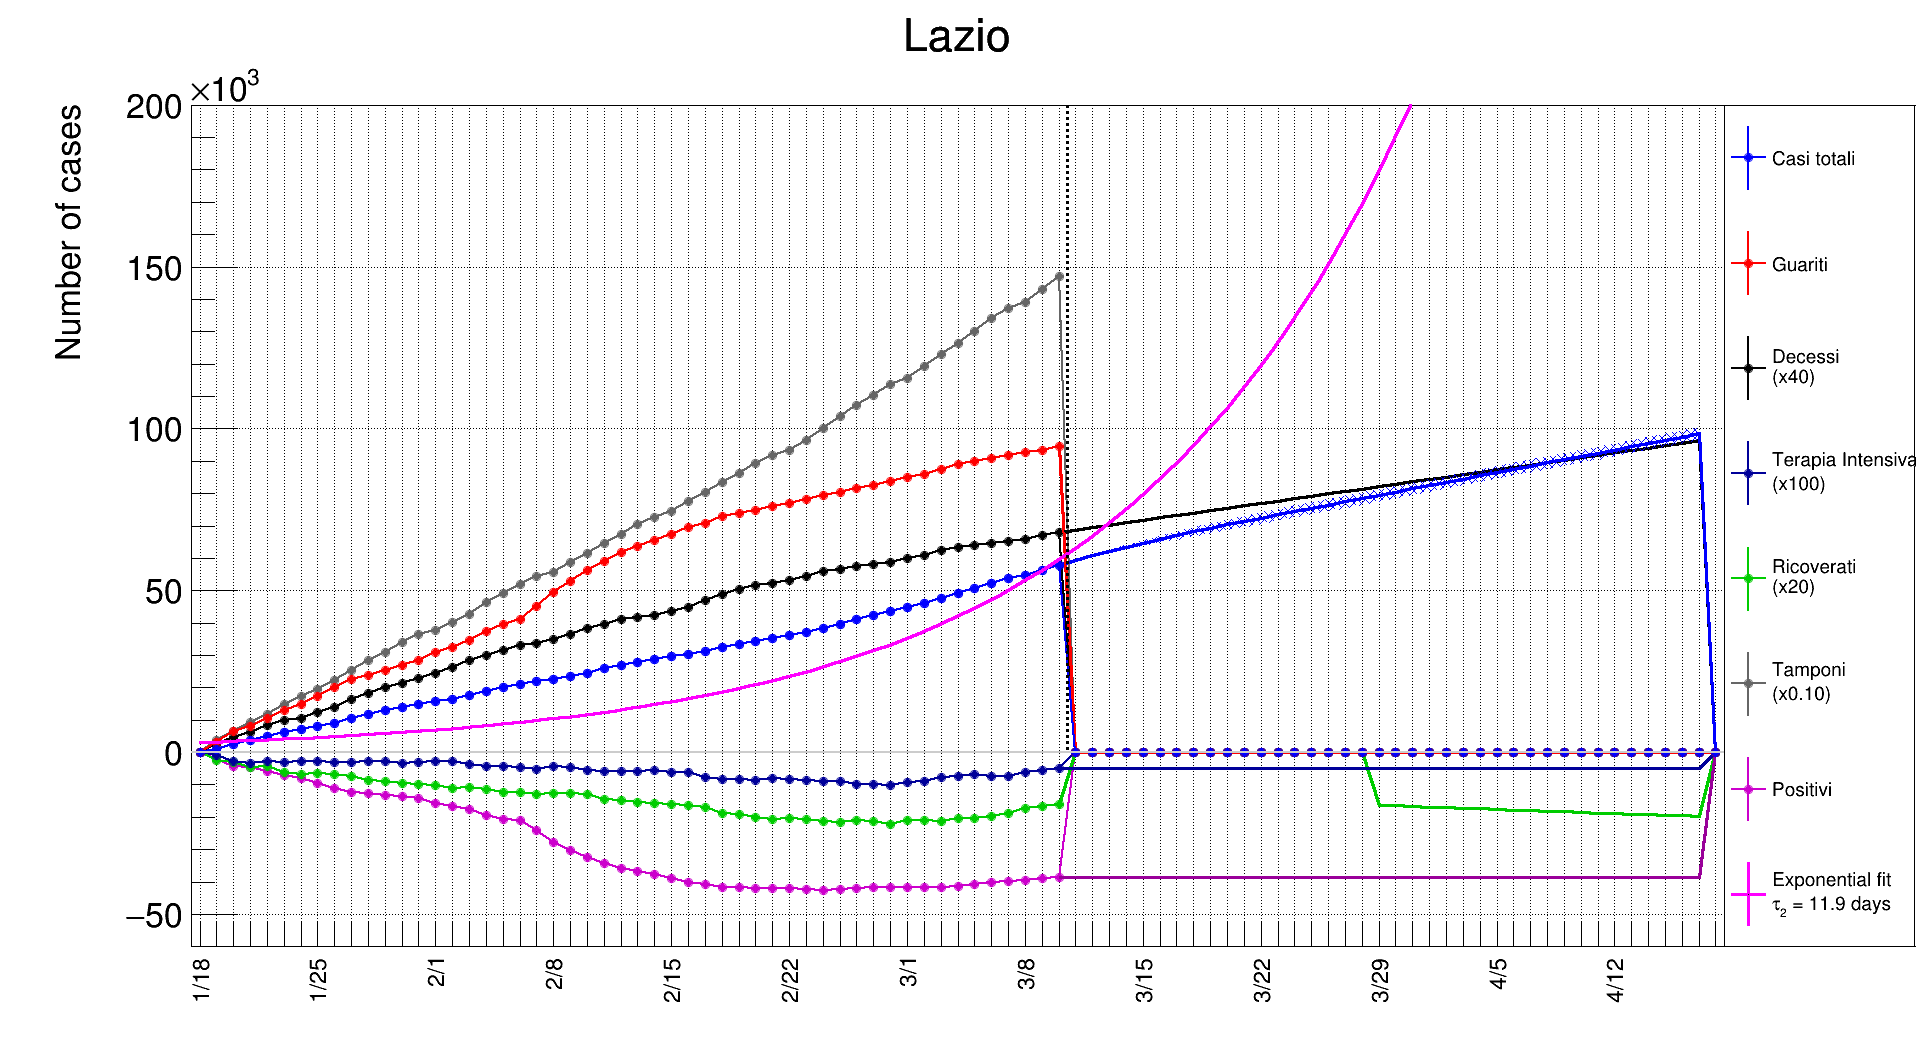 Lazio
×10³
Number of cases
200
150
100
50
0
−50
1/18
1/25
2/1
2/8
2/15
2/22
3/1
3/8
3/15
3/22
3/29
4/5
4/12
Casi totali
Guariti
Decessi
(x40)
Terapia Intensiva
(x100)
Ricoverati
(x20)
Tamponi
(x0.10)
Positivi
Exponential fit
τ₂ = 11.9 days